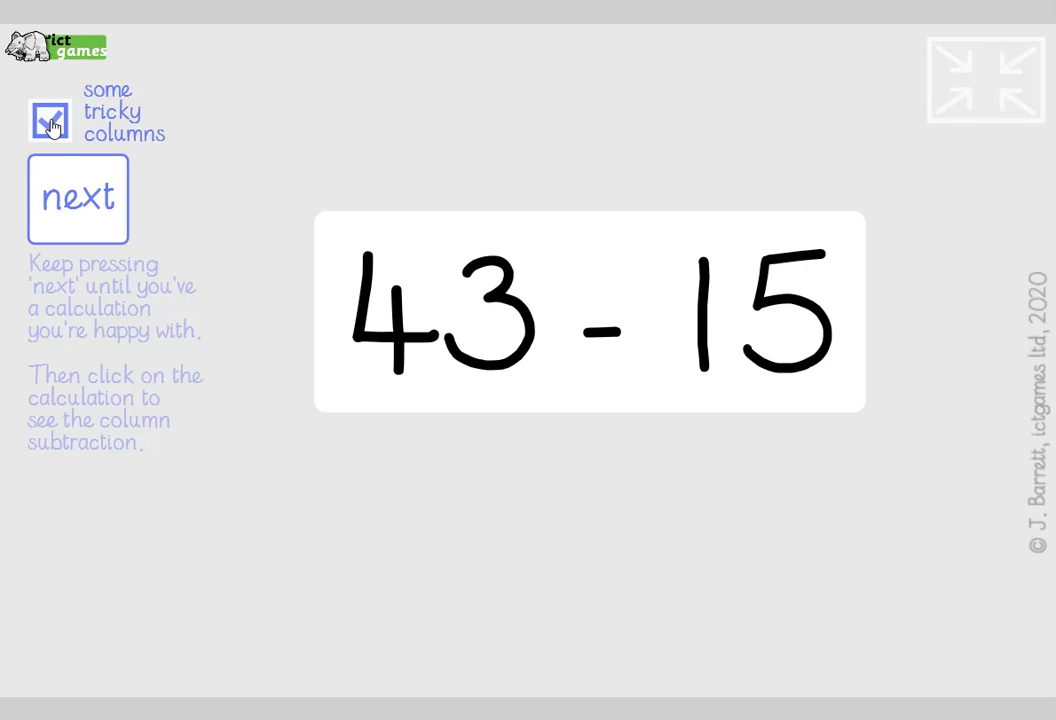 ict
games
some
tricky
columns
next
43 - 15
Keep pressing
'next' until you've
a calculation
you're happy with.
Then click on the
calculation to
see the column
subtraction.
© J. Barrett, ictgames ltd, 2020